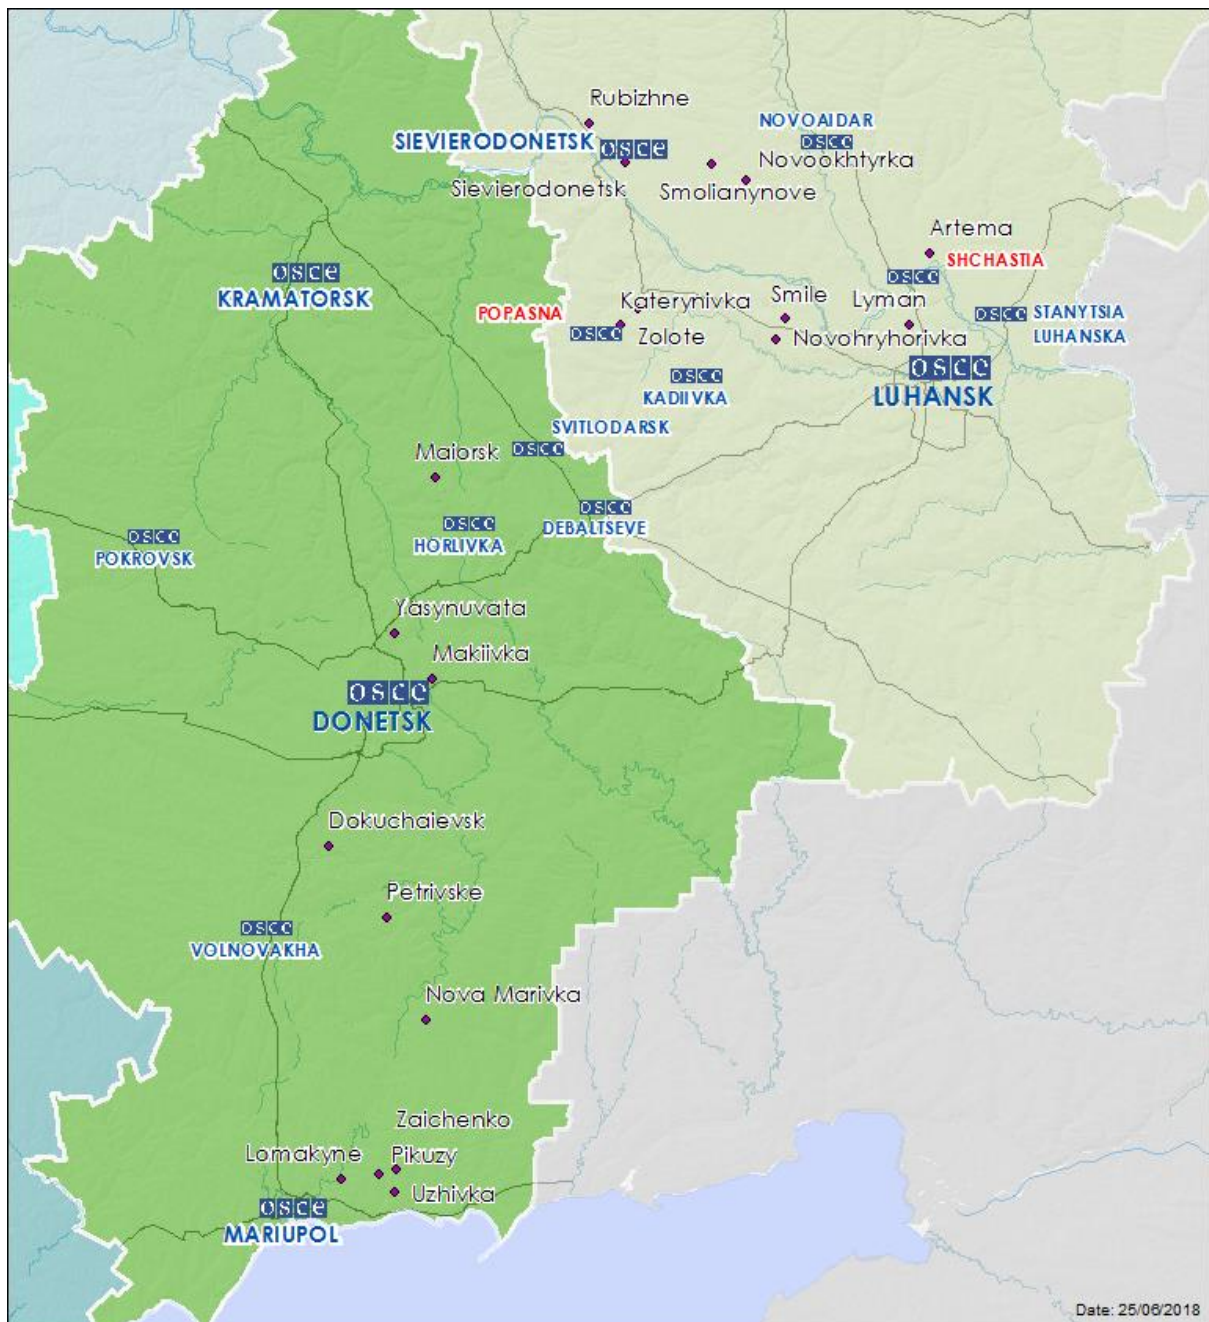 Rubizhne
NOVOAIDAR
SIEVIERODONETSK osce
osce
Novookhtyrka
Sievierodonetsk
Smolianynove
Artema
SHCHASTIA
osce
KRAMATORSK
osce
Katerynivka
Smile
Lyman
POPASNA
osce
STANYTSIA
LUHANSKA
osce
Zolote
Novohryhorivka
osce
LUHANSK
osce
KADIIVKA
SVITLODARSK
osce
Maiorsk
osce
DEBALTSEVE
osce
HORLIVKA
osce
POKROVSK
Yasynuvata
Makiivka
osce
DONETSK
Dokuchaievsk
Petrivske
osce
VOLNOVAKHA
Nova Marivka
Zaichenko
Lomakyne
Pikuzy
Uzhivka
osce
MARIUPOL
Date: 25/06/2018